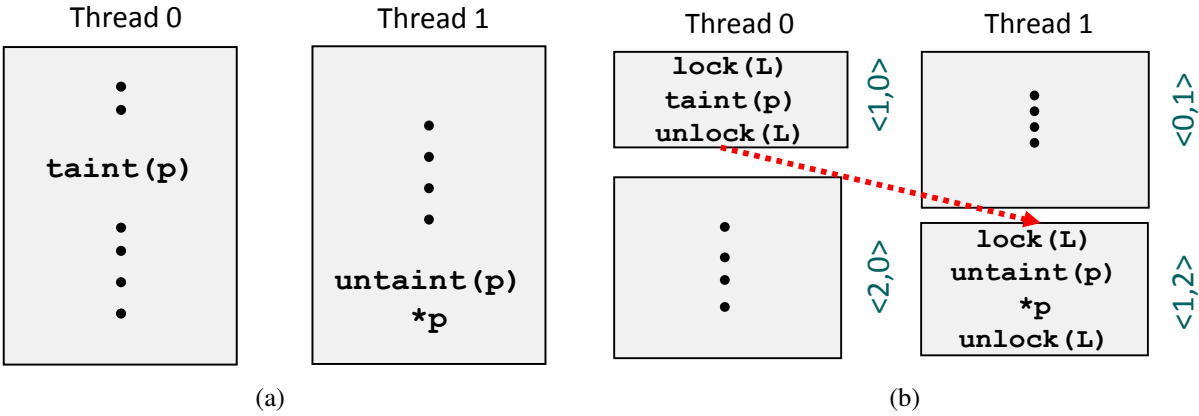 Thread 0
Thread 1
taint(p)
untaint(p)
*p
(a)
Thread 0
Thread 1
lock(L)
taint(p)
unlock(L)
<1,0>
<0,1>
<2,0>
lock(L)
untaint(p)
*p
unlock(L)
<1,2>
(b)